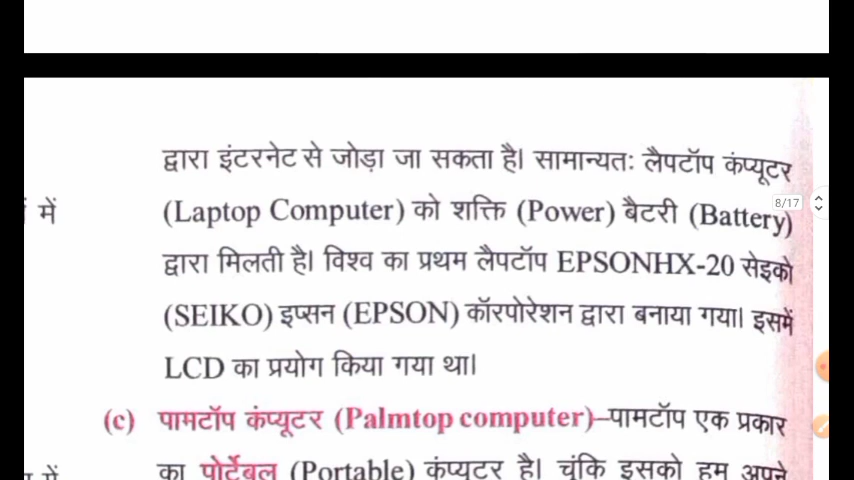 द्वारा इंटरनेट से जोड़ा जा सकता है। सामान्यतः लैपटॉप कंप्यूटर
में (Laptop Computer) को शक्ति (Power) बैटरी (Battery)
8/17
द्वारा मिलती है। विश्व का प्रथम लैपटॉप EPSONHX-20 सेइको
(SEIKO) इप्सन (EPSON) कॉरपोरेशन द्वारा बनाया गया। इसमें
LCD का प्रयोग किया गया था।
(c) पामटॉप कंप्यूटर (Palmtop computer)–पामटॉप एक प्रकार
में का पोर्टेबल (Portable) कंप्यूटर है। चूंकि इसको हम अपने